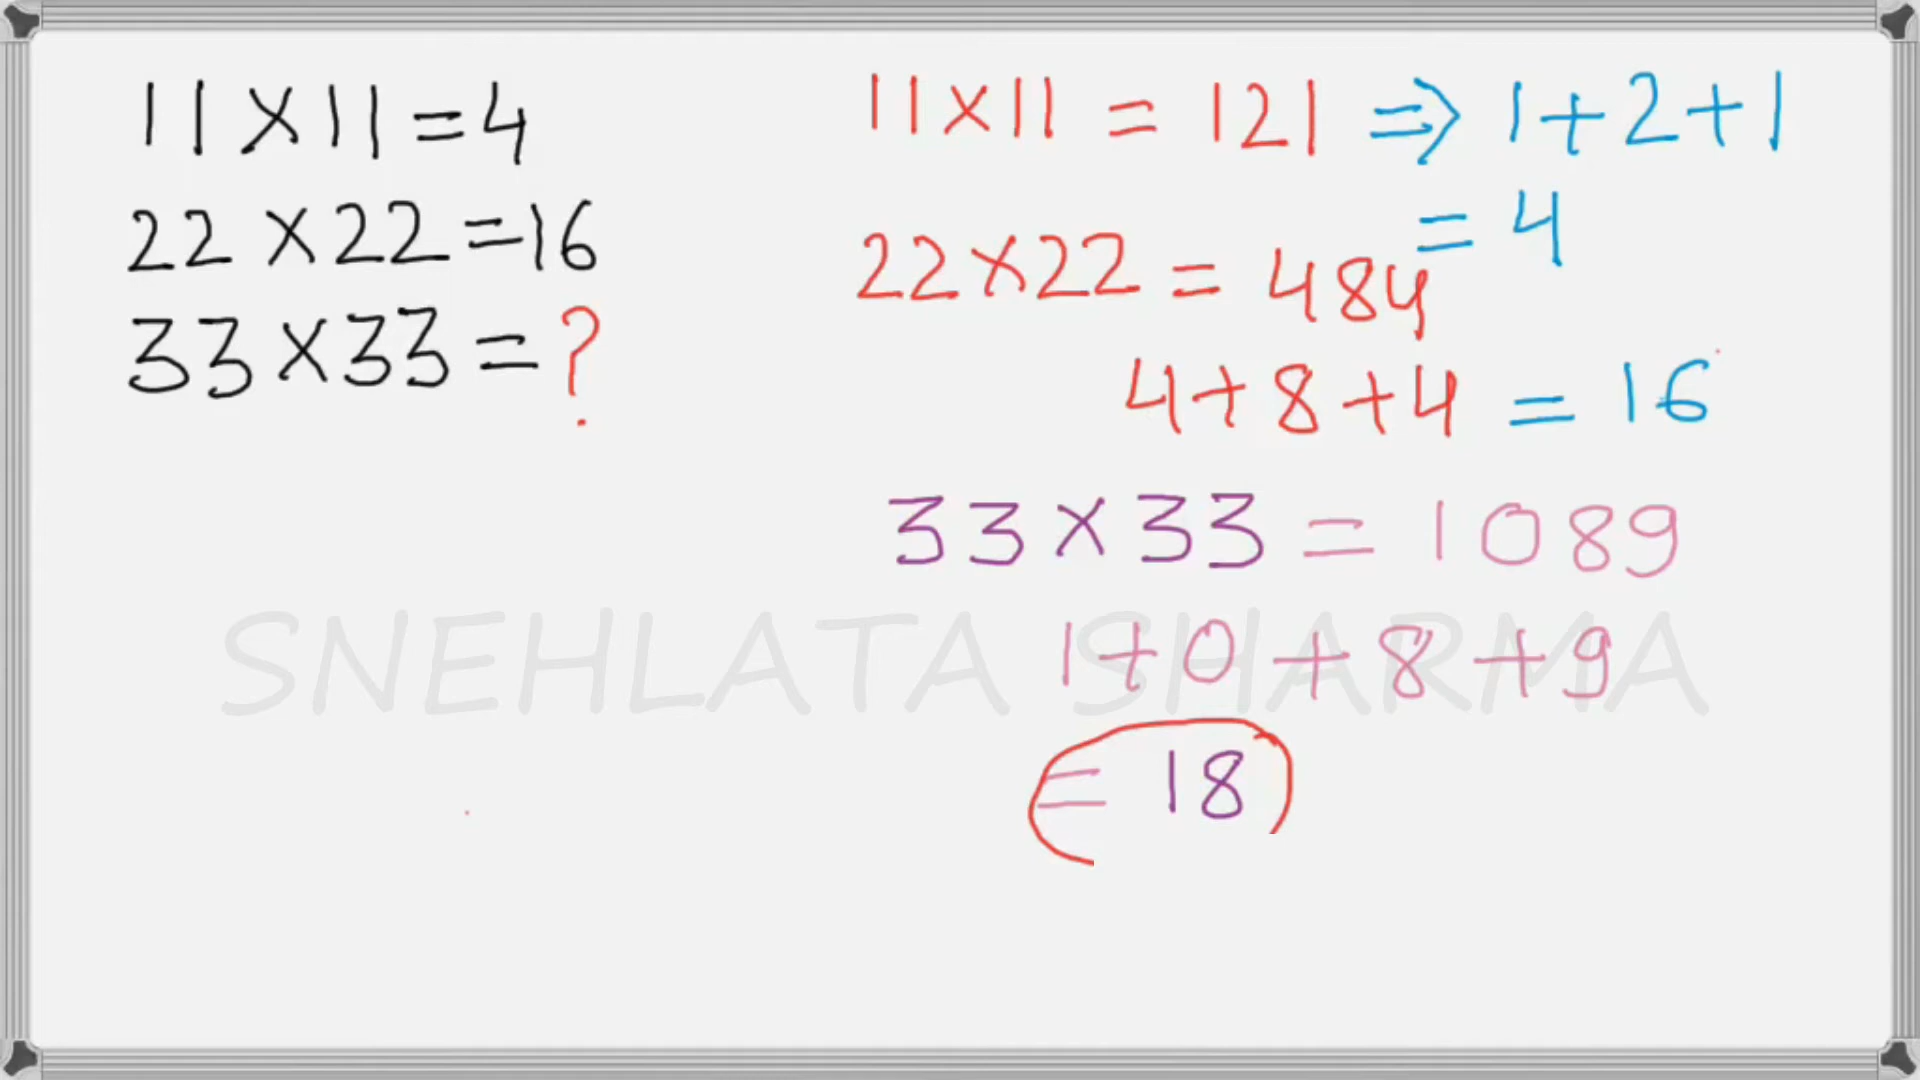 11×11=4
22×22=16
33×33=?
11×11 = 121 ⇒ 1+2+1
= 4
22×22 = 484
4+8+4 = 16
33×33 = 1089
1+0+8+9
= 18
SNEHLATA SHARMA